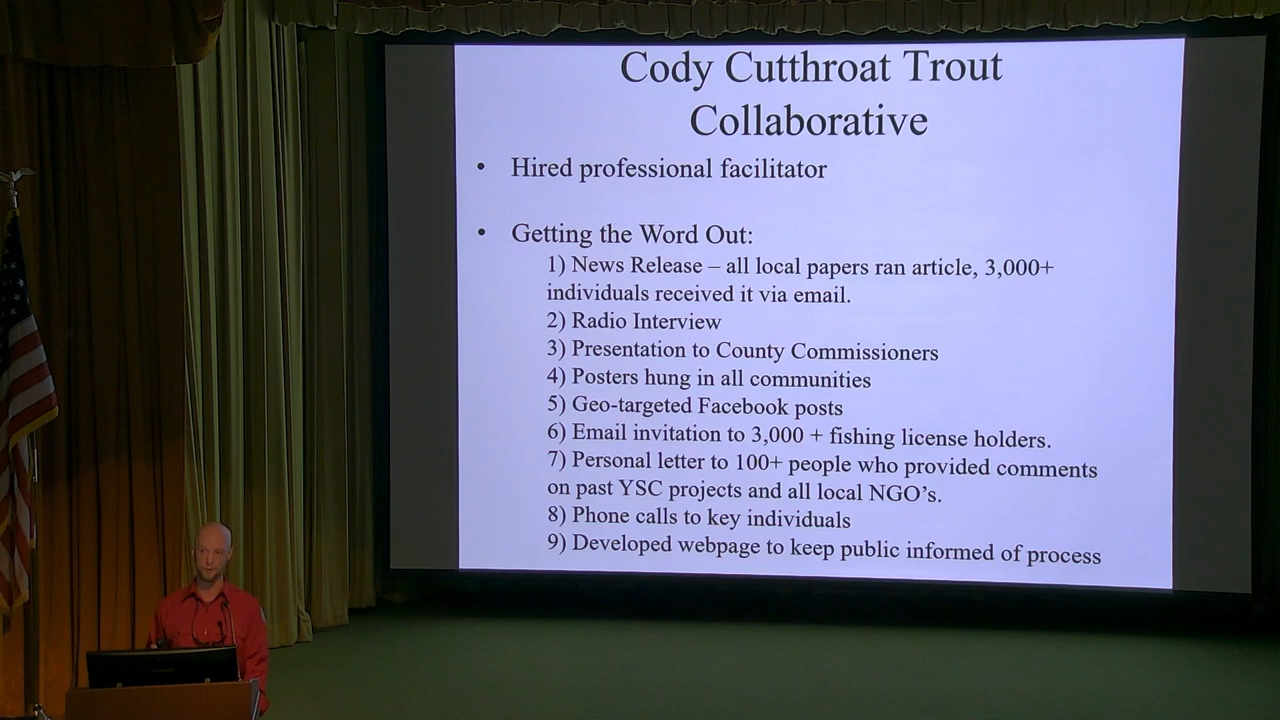 Cody Cutthroat Trout
Collaborative
• Hired professional facilitator
• Getting the Word Out:
1) News Release – all local papers ran article, 3,000+
individuals received it via email.
2) Radio Interview
3) Presentation to County Commissioners
4) Posters hung in all communities
5) Geo-targeted Facebook posts
6) Email invitation to 3,000 + fishing license holders.
7) Personal letter to 100+ people who provided comments
on past YSC projects and all local NGO’s.
8) Phone calls to key individuals
9) Developed webpage to keep public informed of process